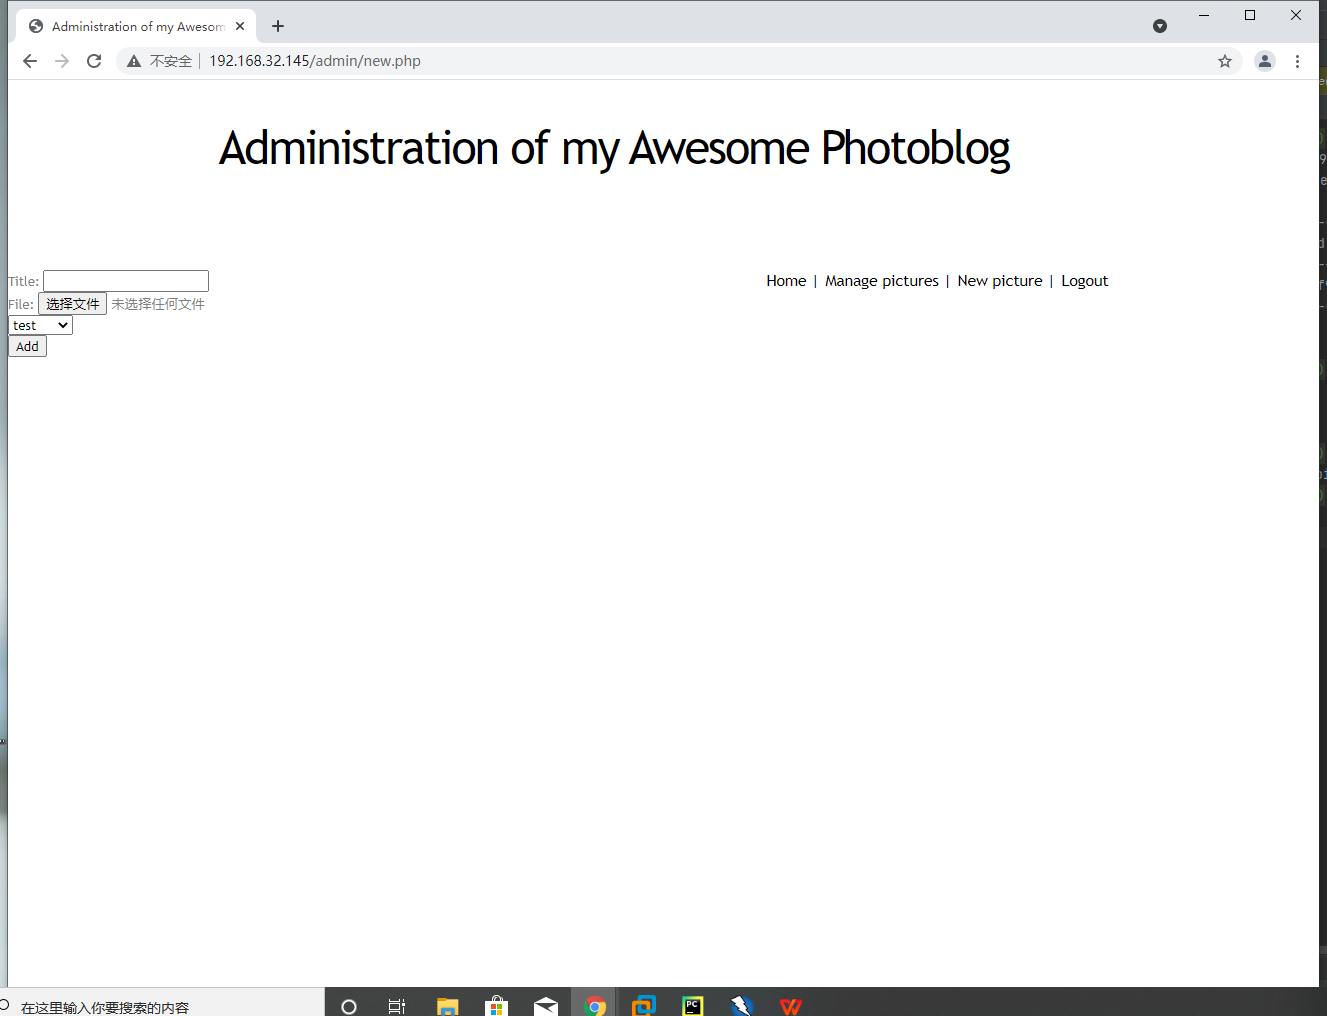 Administration of my Awesom
不安全 192.168.32.145/admin/new.php
Administration of my Awesome Photoblog
Title:
Home | Manage pictures | New picture | Logout
File: 选择文件 未选择任何文件
test
Add
在这里输入你要搜索的内容
PC